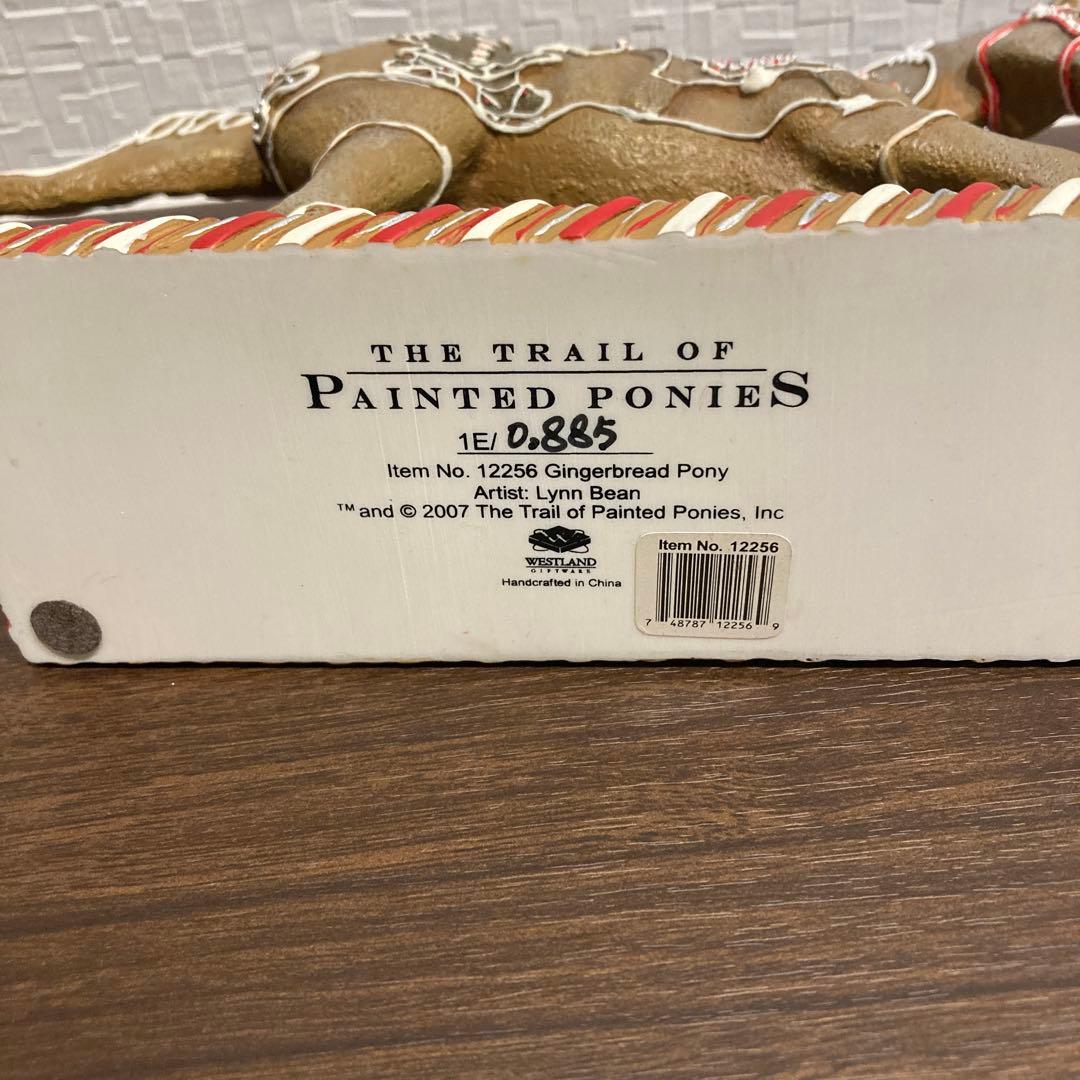 THE TRAIL OF
PAINTED PONIES
1E/ 0.885
Item No. 12256 Gingerbread Pony
Artist: Lynn Bean
™ and © 2007 The Trail of Painted Ponies, Inc
WESTLAND
GIFTWARE
Handcrafted in China
Item No. 12256
7 48787 12256 9